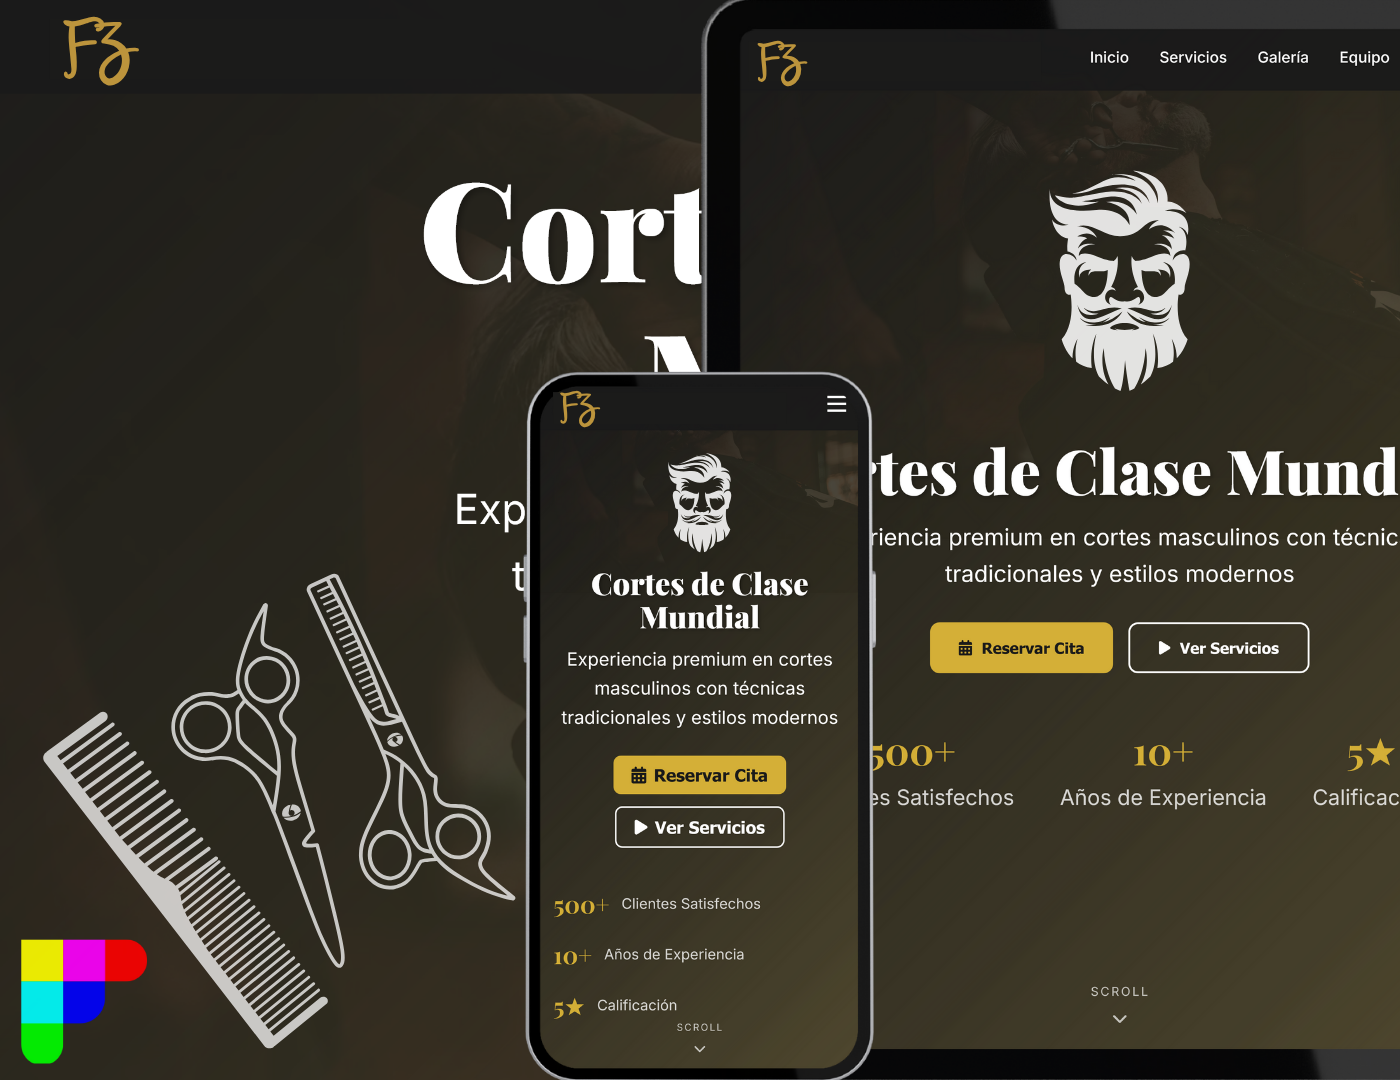 Fz
Cort
Exp
t
Fz
Inicio Servicios Galería Equipo
rtes de Clase Mund
riencia premium en cortes masculinos con técnic
tradicionales y estilos modernos
Reservar Cita
Ver Servicios
500+ 10+ 5★
es Satisfechos Años de Experiencia Calificac
SCROLL
Fz
Cortes de Clase
Mundial
Experiencia premium en cortes
masculinos con técnicas
tradicionales y estilos modernos
Reservar Cita
Ver Servicios
500+ Clientes Satisfechos
10+ Años de Experiencia
5★ Calificación
SCROLL